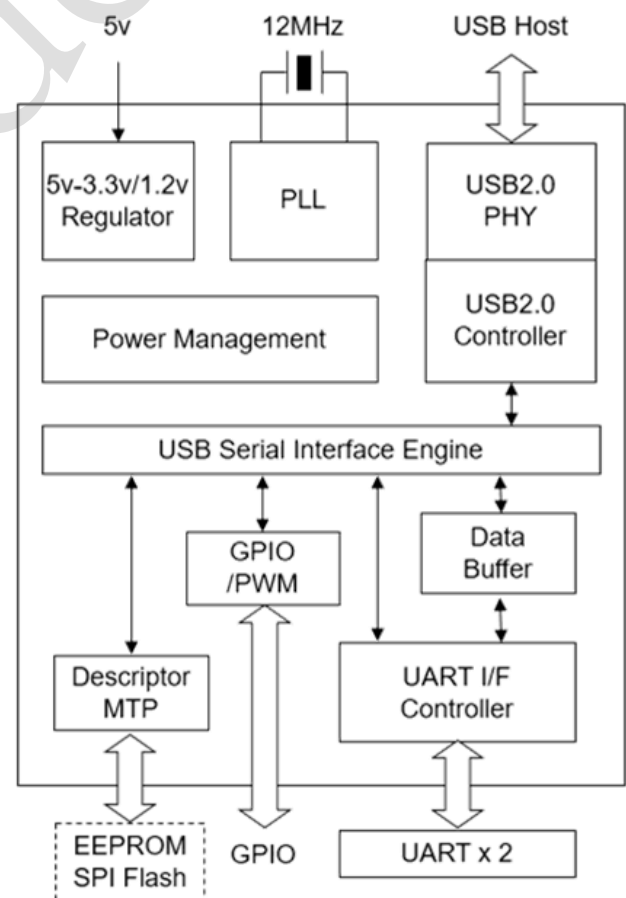 5v
12MHz
USB Host
5v-3.3v/1.2v
Regulator
PLL
USB2.0
PHY
USB2.0
Controller
Power Management
USB Serial Interface Engine
GPIO
/PWM
Data
Buffer
Descriptor
MTP
UART I/F
Controller
EEPROM
SPI Flash
GPIO
UART x 2